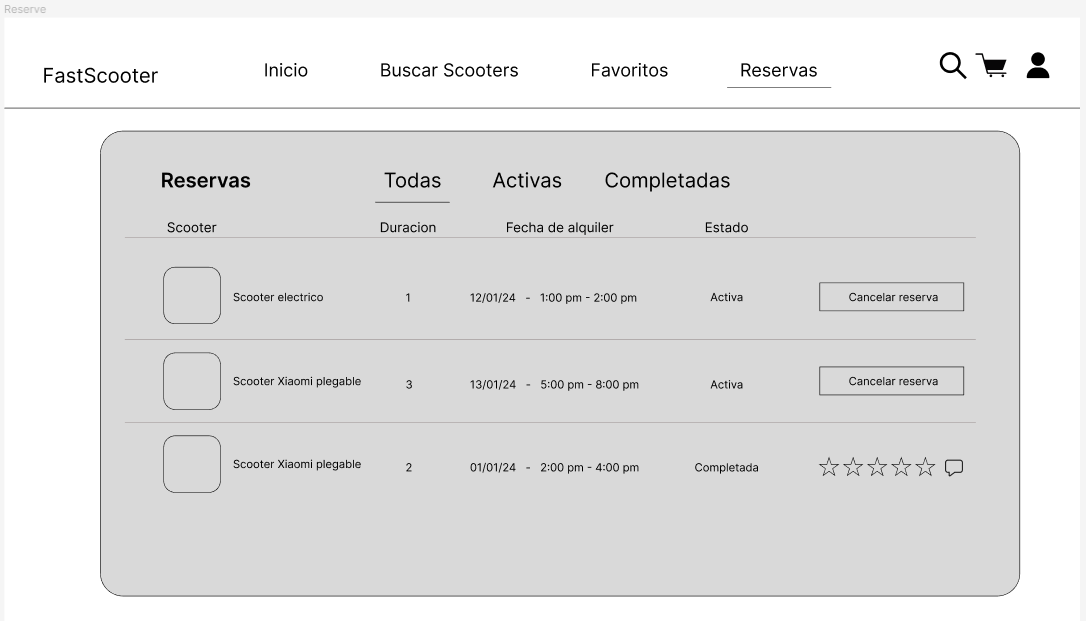 Reserve
FastScooter Inicio Buscar Scooters Favoritos Reservas
Reservas Todas Activas Completadas
Scooter Duracion Fecha de alquiler Estado
Scooter electrico 1 12/01/24 - 1:00 pm - 2:00 pm Activa Cancelar reserva
Scooter Xiaomi plegable 3 13/01/24 - 5:00 pm - 8:00 pm Activa Cancelar reserva
Scooter Xiaomi plegable 2 01/01/24 - 2:00 pm - 4:00 pm Completada